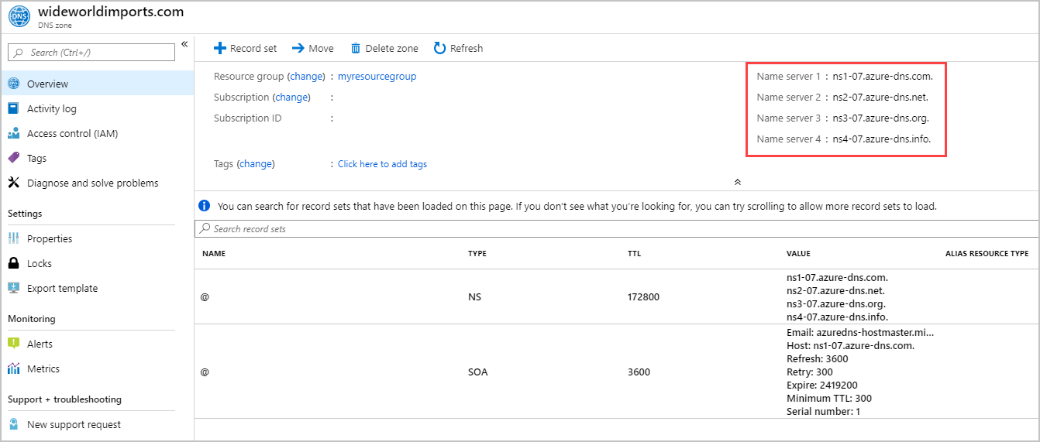 wideworldimports.com
DNS zone
DNS
Search (Ctrl+/)
«
Overview
Activity log
Access control (IAM)
Tags
Diagnose and solve problems
Settings
Properties
Locks
Export template
Monitoring
Alerts
Metrics
Support + troubleshooting
New support request
Record set Move Delete zone Refresh
Resource group (change) : myresourcegroup
Subscription (change) :
Subscription ID :
Tags (change) : Click here to add tags
Name server 1 : ns1-07.azure-dns.com.
Name server 2 : ns2-07.azure-dns.net.
Name server 3 : ns3-07.azure-dns.org.
Name server 4 : ns4-07.azure-dns.info.
You can search for record sets that have been loaded on this page. If you don't see what you're looking for, you can try scrolling to allow more record sets to load.
Search record sets
NAME TYPE TTL VALUE ALIAS RESOURCE TYPE
@ NS 172800
ns1-07.azure-dns.com.
ns2-07.azure-dns.net.
ns3-07.azure-dns.org.
ns4-07.azure-dns.info.
@ SOA 3600
Email: azuredns-hostmaster.mi...
Host: ns1-07.azure-dns.com.
Refresh: 3600
Retry: 300
Expire: 2419200
Minimum TTL: 300
Serial number: 1